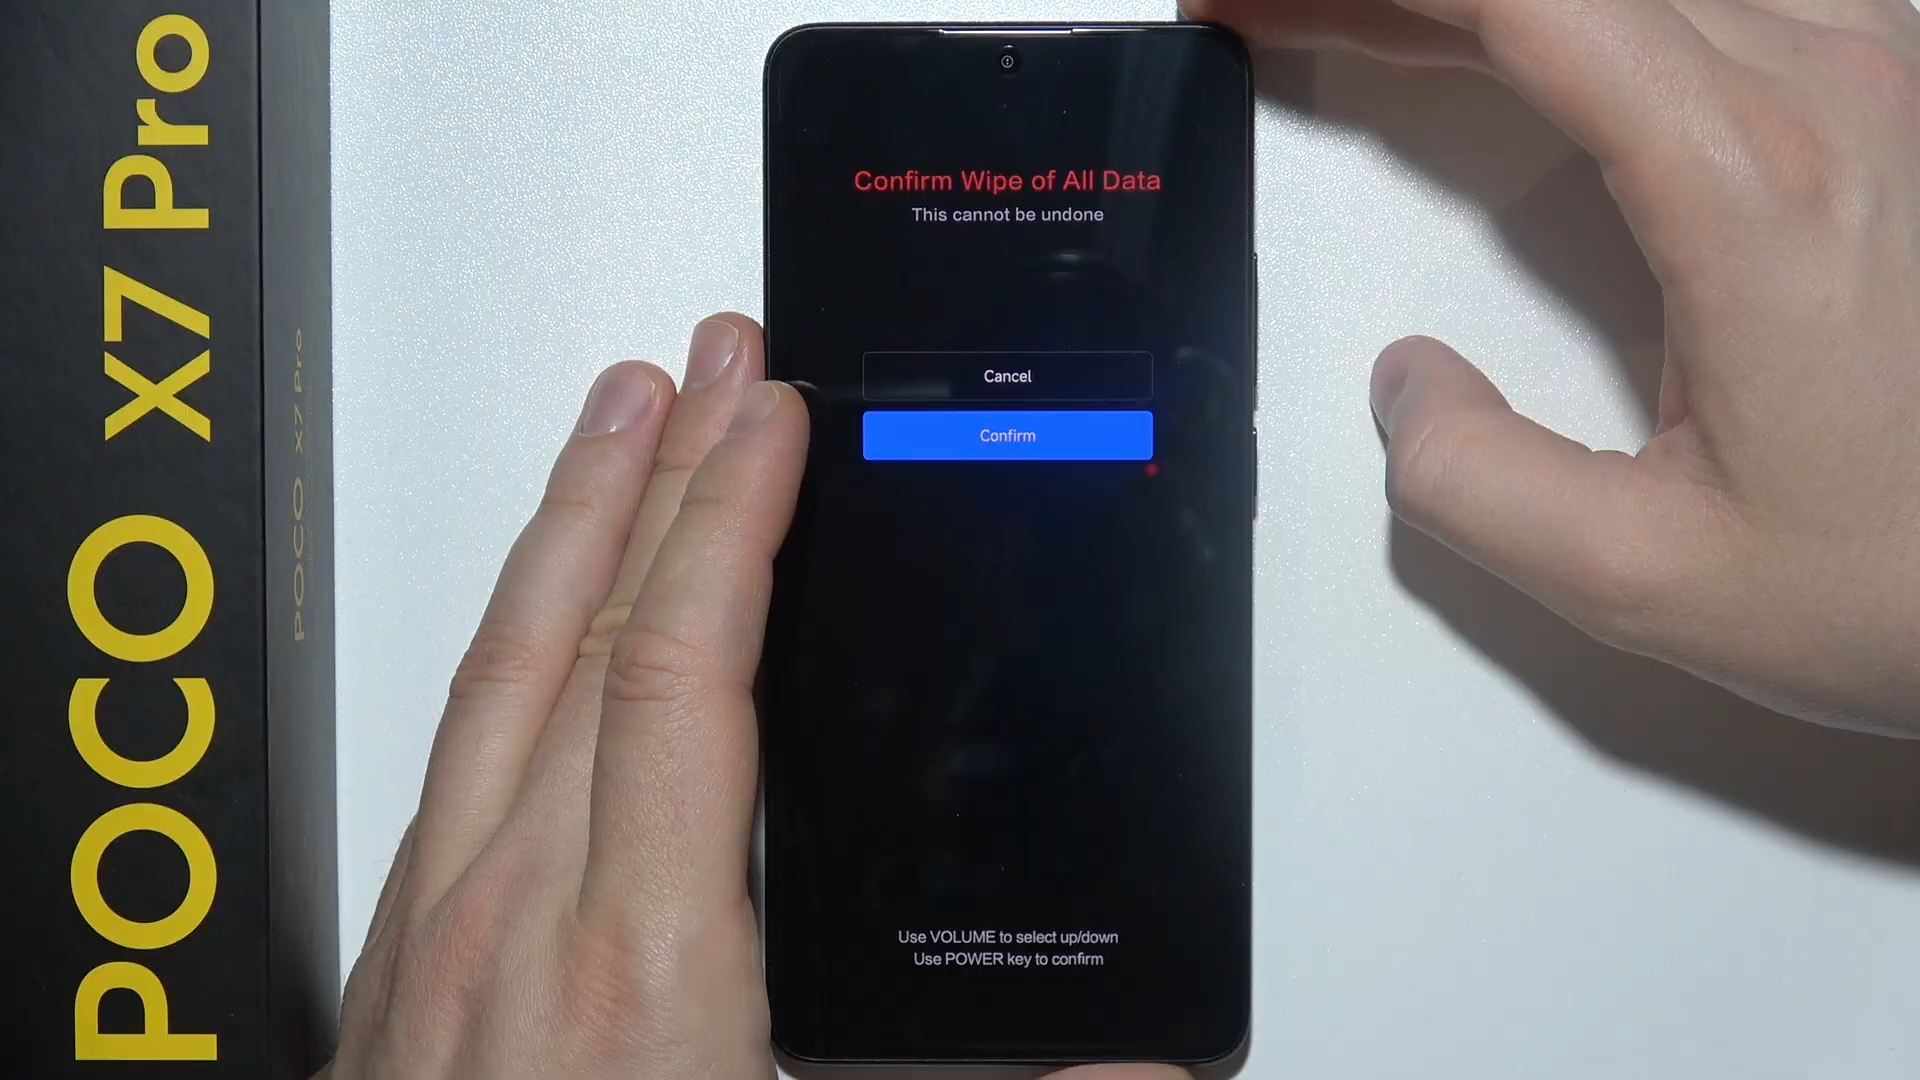 POCO X7 Pro
POCO X7 Pro
Confirm Wipe of All Data
This cannot be undone
Cancel
Confirm
Use VOLUME to select up/down
Use POWER key to confirm